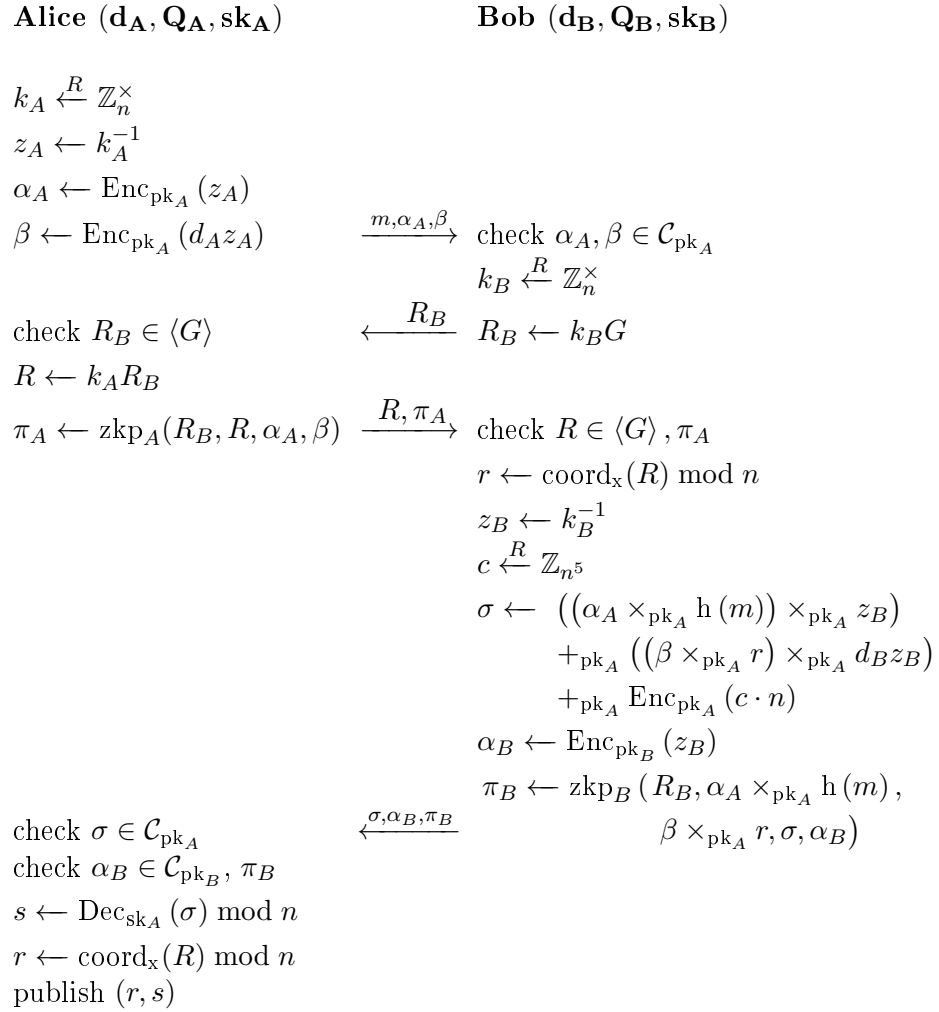 Alice (d_A, Q_A, sk_A) Bob (d_B, Q_B, sk_B)
k_A ←^R ℤ_n^×
z_A ← k_A^{-1}
α_A ← Enc_{pk_A} (z_A)
β ← Enc_{pk_A} (d_A z_A) —^{m,α_A,β}→ check α_A, β ∈ 𝒞_{pk_A}
k_B ←^R ℤ_n^×
check R_B ∈ ⟨G⟩ ←^{R_B}— R_B ← k_B G
R ← k_A R_B
π_A ← zkp_A(R_B, R, α_A, β) —^{R, π_A}→ check R ∈ ⟨G⟩, π_A
r ← coord_x(R) mod n
z_B ← k_B^{-1}
c ←^R ℤ_{n^5}
σ ← ((α_A ×_{pk_A} h (m)) ×_{pk_A} z_B)
+_{pk_A} ((β ×_{pk_A} r) ×_{pk_A} d_B z_B)
+_{pk_A} Enc_{pk_A} (c · n)
α_B ← Enc_{pk_B} (z_B)
π_B ← zkp_B ( R_B, α_A ×_{pk_A} h (m) ,
check σ ∈ 𝒞_{pk_A} ←^{σ,α_B,π_B}— β ×_{pk_A} r, σ, α_B)
check α_B ∈ 𝒞_{pk_B}, π_B
s ← Dec_{sk_A} (σ) mod n
r ← coord_x(R) mod n
publish (r, s)